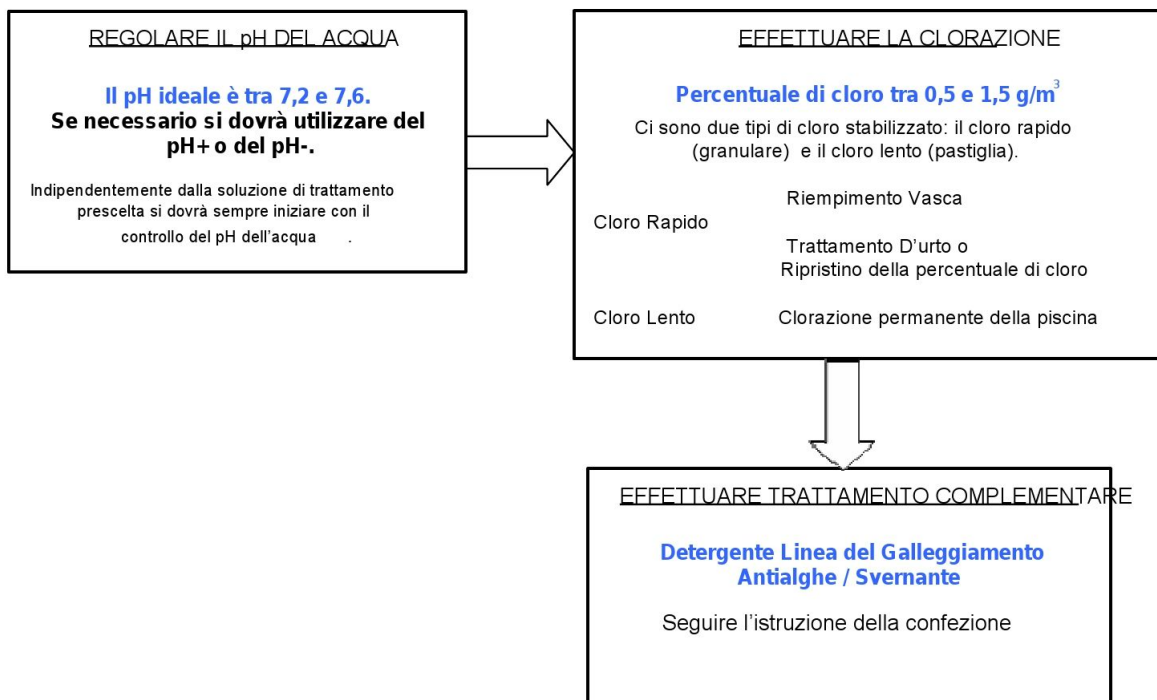 REGOLARE IL pH DEL ACQUA
Il pH ideale è tra 7,2 e 7,6.
Se necessario si dovrà utilizzare del
pH+ o del pH-.
Indipendentemente dalla soluzione di trattamento
prescelta si dovrà sempre iniziare con il
controllo del pH dell'acqua .
EFFETTUARE LA CLORAZIONE
Percentuale di cloro tra 0,5 e 1,5 g/m³
Ci sono due tipi di cloro stabilizzato: il cloro rapido
(granulare) e il cloro lento (pastiglia).
Riempimento Vasca
Cloro Rapido
Trattamento D'urto o
Ripristino della percentuale di cloro
Cloro Lento Clorazione permanente della piscina
EFFETTUARE TRATTAMENTO COMPLEMENTARE
Detergente Linea del Galleggiamento
Antialghe / Svernante
Seguire l'istruzione della confezione